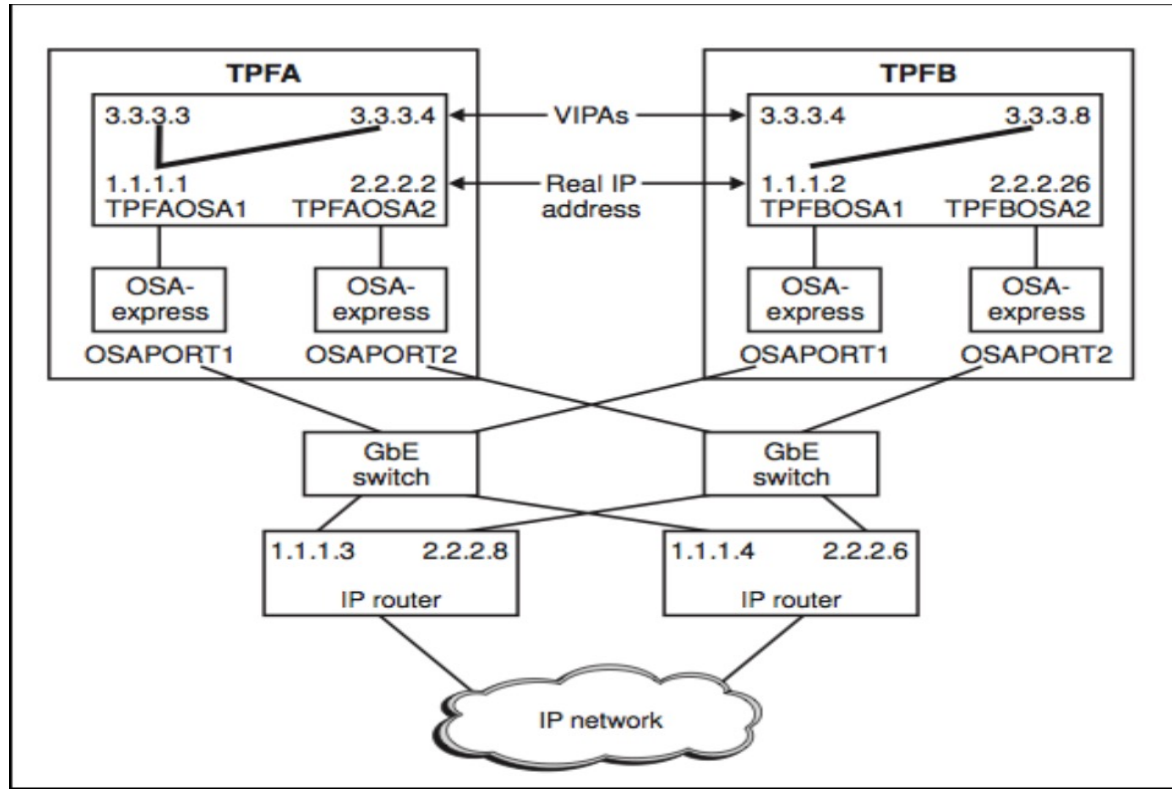 TPFA
TPFB
3.3.3.3
3.3.3.4
VIPAs
3.3.3.4
3.3.3.8
1.1.1.1
2.2.2.2
Real IP
address
1.1.1.2
2.2.2.26
TPFAOSA1
TPFAOSA2
TPFBOSA1
TPFBOSA2
OSA-
express
OSA-
express
OSA-
express
OSA-
express
OSAPORT1
OSAPORT2
OSAPORT1
OSAPORT2
GbE
switch
GbE
switch
1.1.1.3
2.2.2.8
IP router
1.1.1.4
2.2.2.6
IP router
IP network